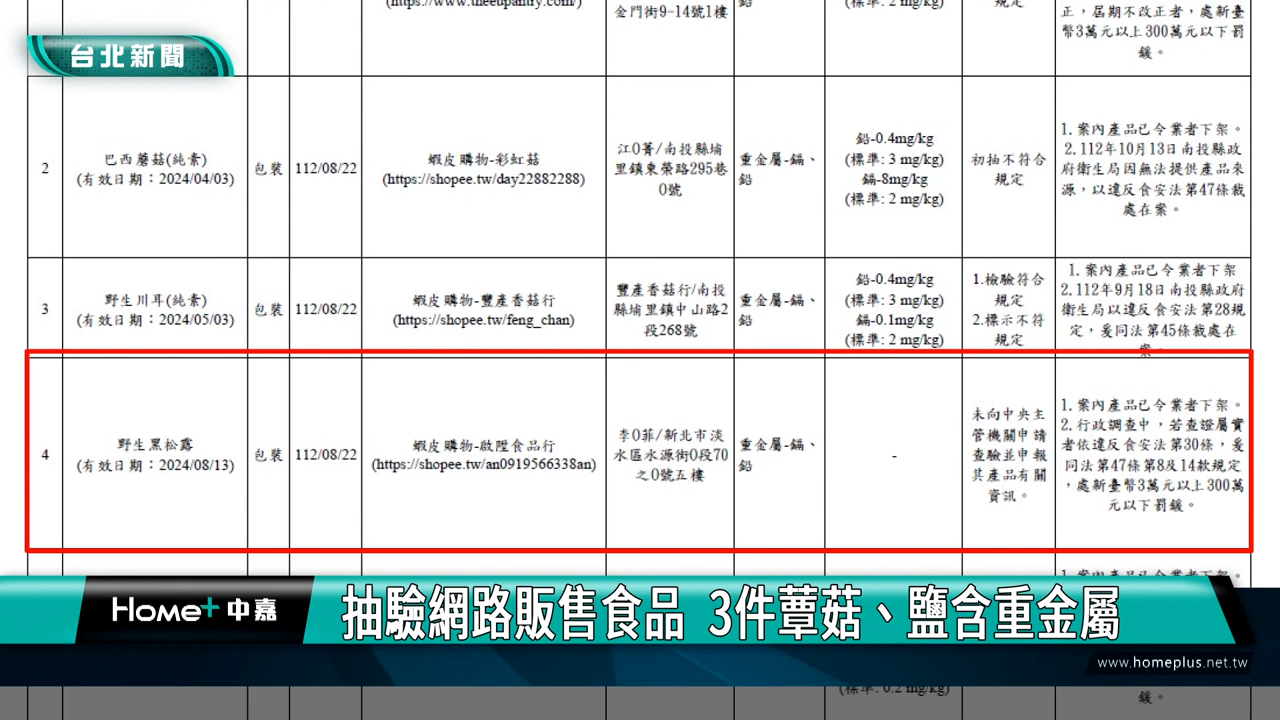 (https://www.theupantry.com/)
金門街9-14號1樓
鉛
(標準: 2 mg/kg)
規定
正，屆期不改正者，處新臺
幣3萬元以上300萬元以下罰
鍰。
台北新聞
2
巴西蘑菇(純素)
(有效日期：2024/04/03)
包裝
112/08/22
蝦皮購物-彩虹菇
(https://shopee.tw/day22882288)
江O菁/南投縣埔
里鎮東榮路295巷
O號
重金屬-鎘、
鉛
鉛-0.4mg/kg
(標準: 3 mg/kg)
鎘-8mg/kg
(標準: 2 mg/kg)
初抽不符合
規定
1.案內產品已令業者下架。
2.112年10月13日南投縣政
府衛生局因無法提供產品來
源，以違反食安法第47條裁
處在案。
3
野生川耳(純素)
(有效日期：2024/05/03)
包裝
112/08/22
蝦皮購物-豐產香菇行
(https://shopee.tw/feng_chan)
豐產香菇行/南投
縣埔里鎮中山路2
段268號
重金屬-鎘、
鉛
鉛-0.4mg/kg
(標準: 3 mg/kg)
鎘-0.1mg/kg
(標準: 2 mg/kg)
1.檢驗符合
規定
2.標示不符
規定
1.案內產品已令業者下架
2.112年9月18日南投縣政府
衛生局以違反食安法第28規
定，爰同法第45條裁處在
案。
4
野生黑松露
(有效日期：2024/08/13)
包裝
112/08/22
蝦皮購物-啟陞食品行
(https://shopee.tw/an0919566338an)
李O菲/新北市淡
水區水源街O段70
之O號五樓
重金屬-鎘、
鉛
-
未向中央主
管機關申請
查驗並申報
其產品有關
資訊。
1.案內產品已令業者下架。
2.行政調查中，若查證屬實
者依違反食安法第30條，爰
同法第47條第8及14款規定
，處新臺幣3萬元以上300萬
元以下罰鍰。
Home+中嘉
抽驗網路販售食品 3件蕈菇、鹽含重金屬
www.homeplus.net.tw
(標準: 0.2 mg/kg)
鍰。